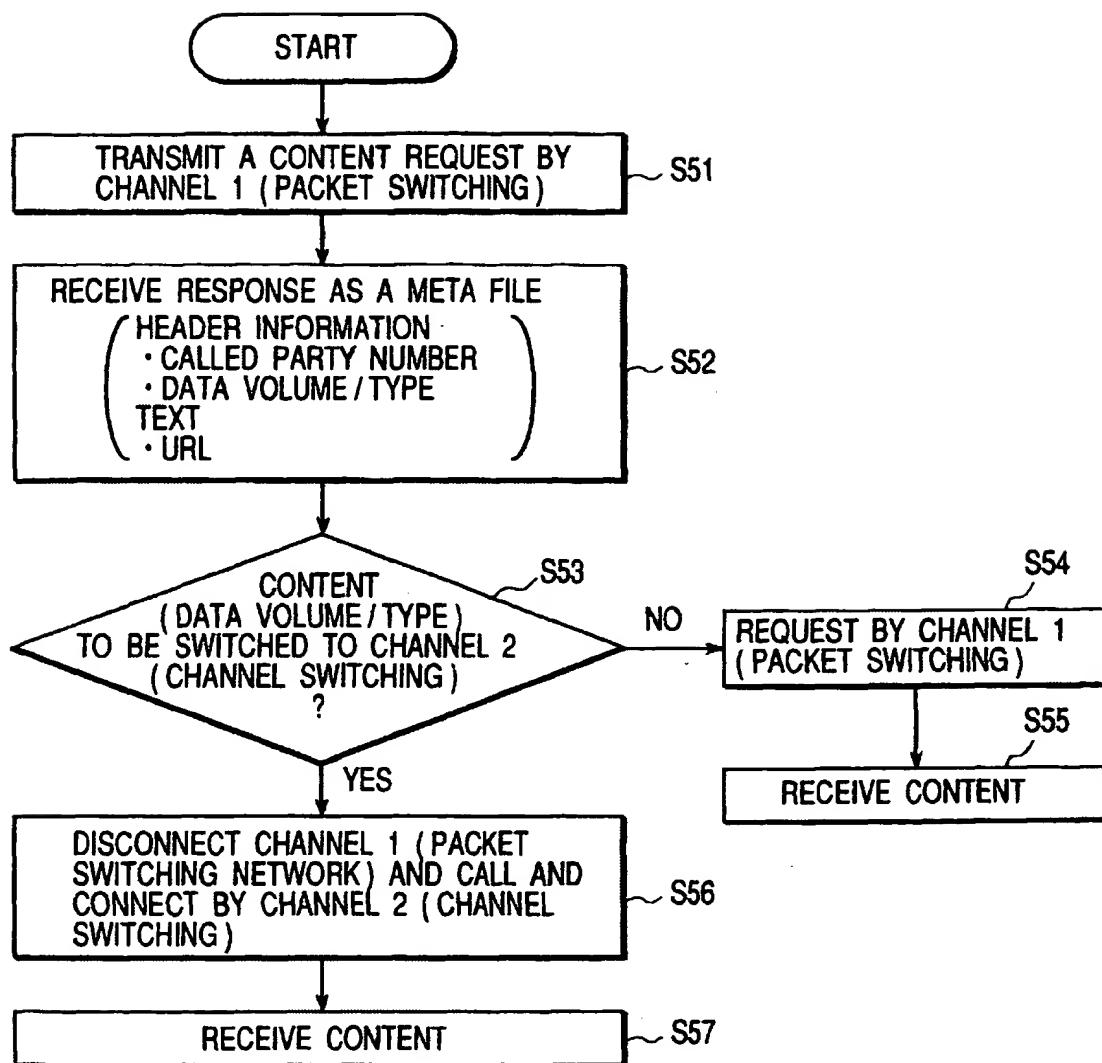 START
TRANSMIT A CONTENT REQUEST BY
CHANNEL 1 (PACKET SWITCHING)
S51
RECEIVE RESPONSE AS A META FILE
HEADER INFORMATION
・CALLED PARTY NUMBER
・DATA VOLUME/TYPE
TEXT
・URL
S52
CONTENT
(DATA VOLUME/TYPE)
TO BE SWITCHED TO CHANNEL 2
(CHANNEL SWITCHING)
?
S53
NO
S54
REQUEST BY CHANNEL 1
(PACKET SWITCHING)
S55
RECEIVE CONTENT
YES
DISCONNECT CHANNEL 1 (PACKET
SWITCHING NETWORK) AND CALL AND
CONNECT BY CHANNEL 2 (CHANNEL
SWITCHING)
S56
RECEIVE CONTENT
S57